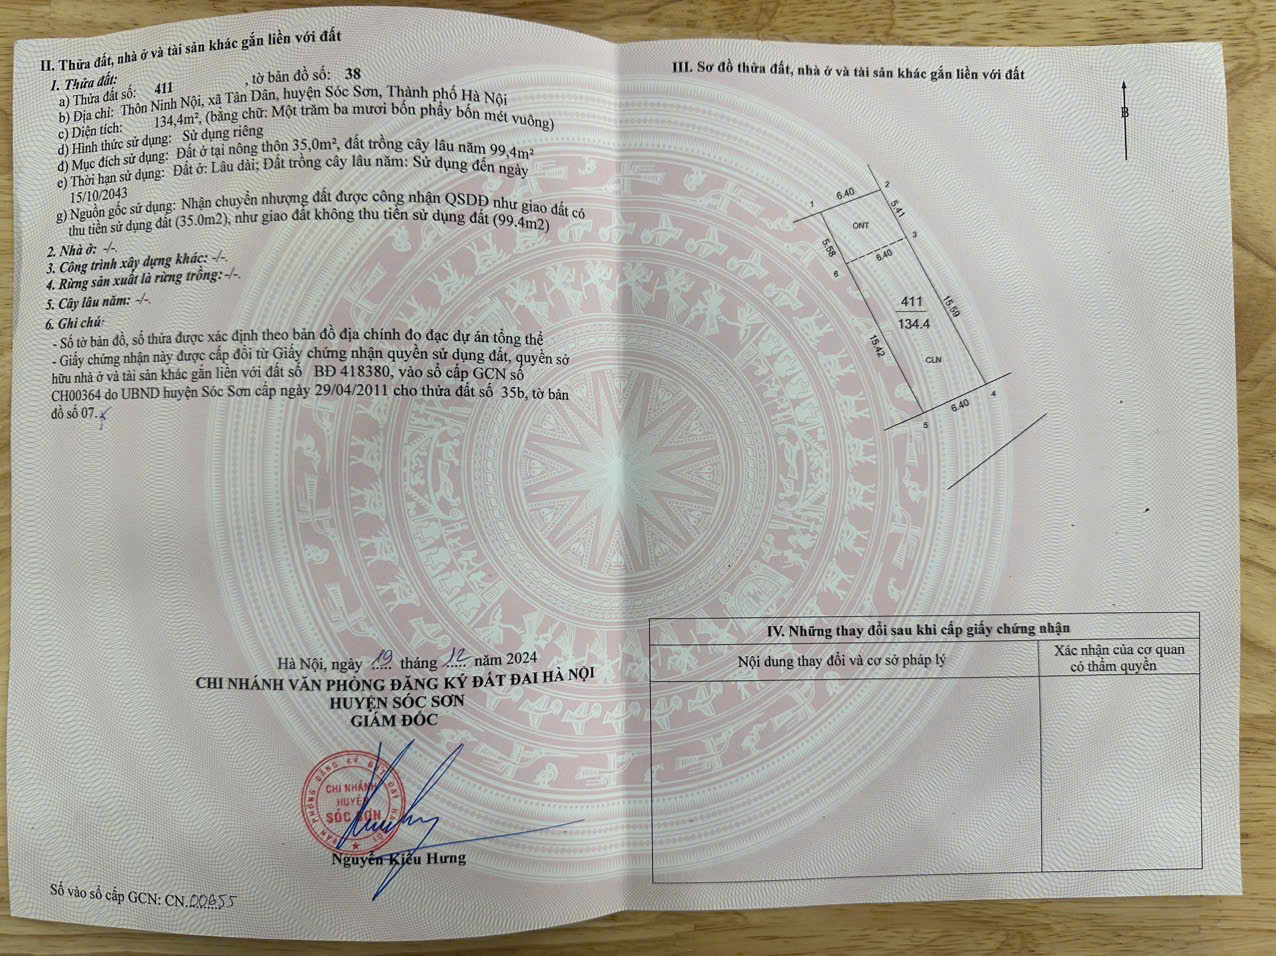 II. Thửa đất, nhà ở và tài sản khác gắn liền với đất
1. Thửa đất:
a) Thửa đất số: 411 , tờ bản đồ số: 38
b) Địa chỉ: Thôn Ninh Nội, xã Tân Dân, huyện Sóc Sơn, Thành phố Hà Nội
c) Diện tích: 134,4m², (bằng chữ: Một trăm ba mươi bốn phẩy bốn mét vuông)
d) Hình thức sử dụng: Sử dụng riêng
đ) Mục đích sử dụng: Đất ở tại nông thôn 35,0m², đất trồng cây lâu năm 99,4m²
e) Thời hạn sử dụng: Đất ở: Lâu dài; Đất trồng cây lâu năm: Sử dụng đến ngày
15/10/2043
g) Nguồn gốc sử dụng: Nhận chuyển nhượng đất được công nhận QSDĐ như giao đất có
thu tiền sử dụng đất (35.0m2), như giao đất không thu tiền sử dụng đất (99,4m2)
2. Nhà ở: -/-.
3. Công trình xây dựng khác: -/-.
4. Rừng sản xuất là rừng trồng:-/-.
5. Cây lâu năm: -/-.
6. Ghi chú:
- Số tờ bản đồ, số thửa được xác định theo bản đồ địa chính đo đạc dự án tổng thể
- Giấy chứng nhận này được cấp đổi từ Giấy chứng nhận quyền sử dụng đất, quyền sở
hữu nhà ở và tài sản khác gắn liền với đất số BĐ 418380, vào sổ cấp GCN số
CH00364 do UBND huyện Sóc Sơn cấp ngày 29/04/2011 cho thửa đất số 35b, tờ bản
đồ số 07.
Hà Nội, ngày 19 tháng 12 năm 2024
CHI NHÁNH VĂN PHÒNG ĐĂNG KÝ ĐẤT ĐAI HÀ NỘI
HUYỆN SÓC SƠN
GIÁM ĐỐC
VĂN PHÒNG ĐĂNG KÝ ĐẤT ĐAI HÀ NỘI
CHI NHÁNH
HUYỆN
SÓC SƠN
Nguyễn Kiều Hưng
Số vào sổ cấp GCN: CN.00855
III. Sơ đồ thửa đất, nhà ở và tài sản khác gắn liền với đất
B
1
6.40
2
5.41
ONT
5.58
3
6.40
6
411
134.4
15.59
15.42
CLN
4
6.40
5
IV. Những thay đổi sau khi cấp giấy chứng nhận
Nội dung thay đổi và cơ sở pháp lý
Xác nhận của cơ quan
có thẩm quyền